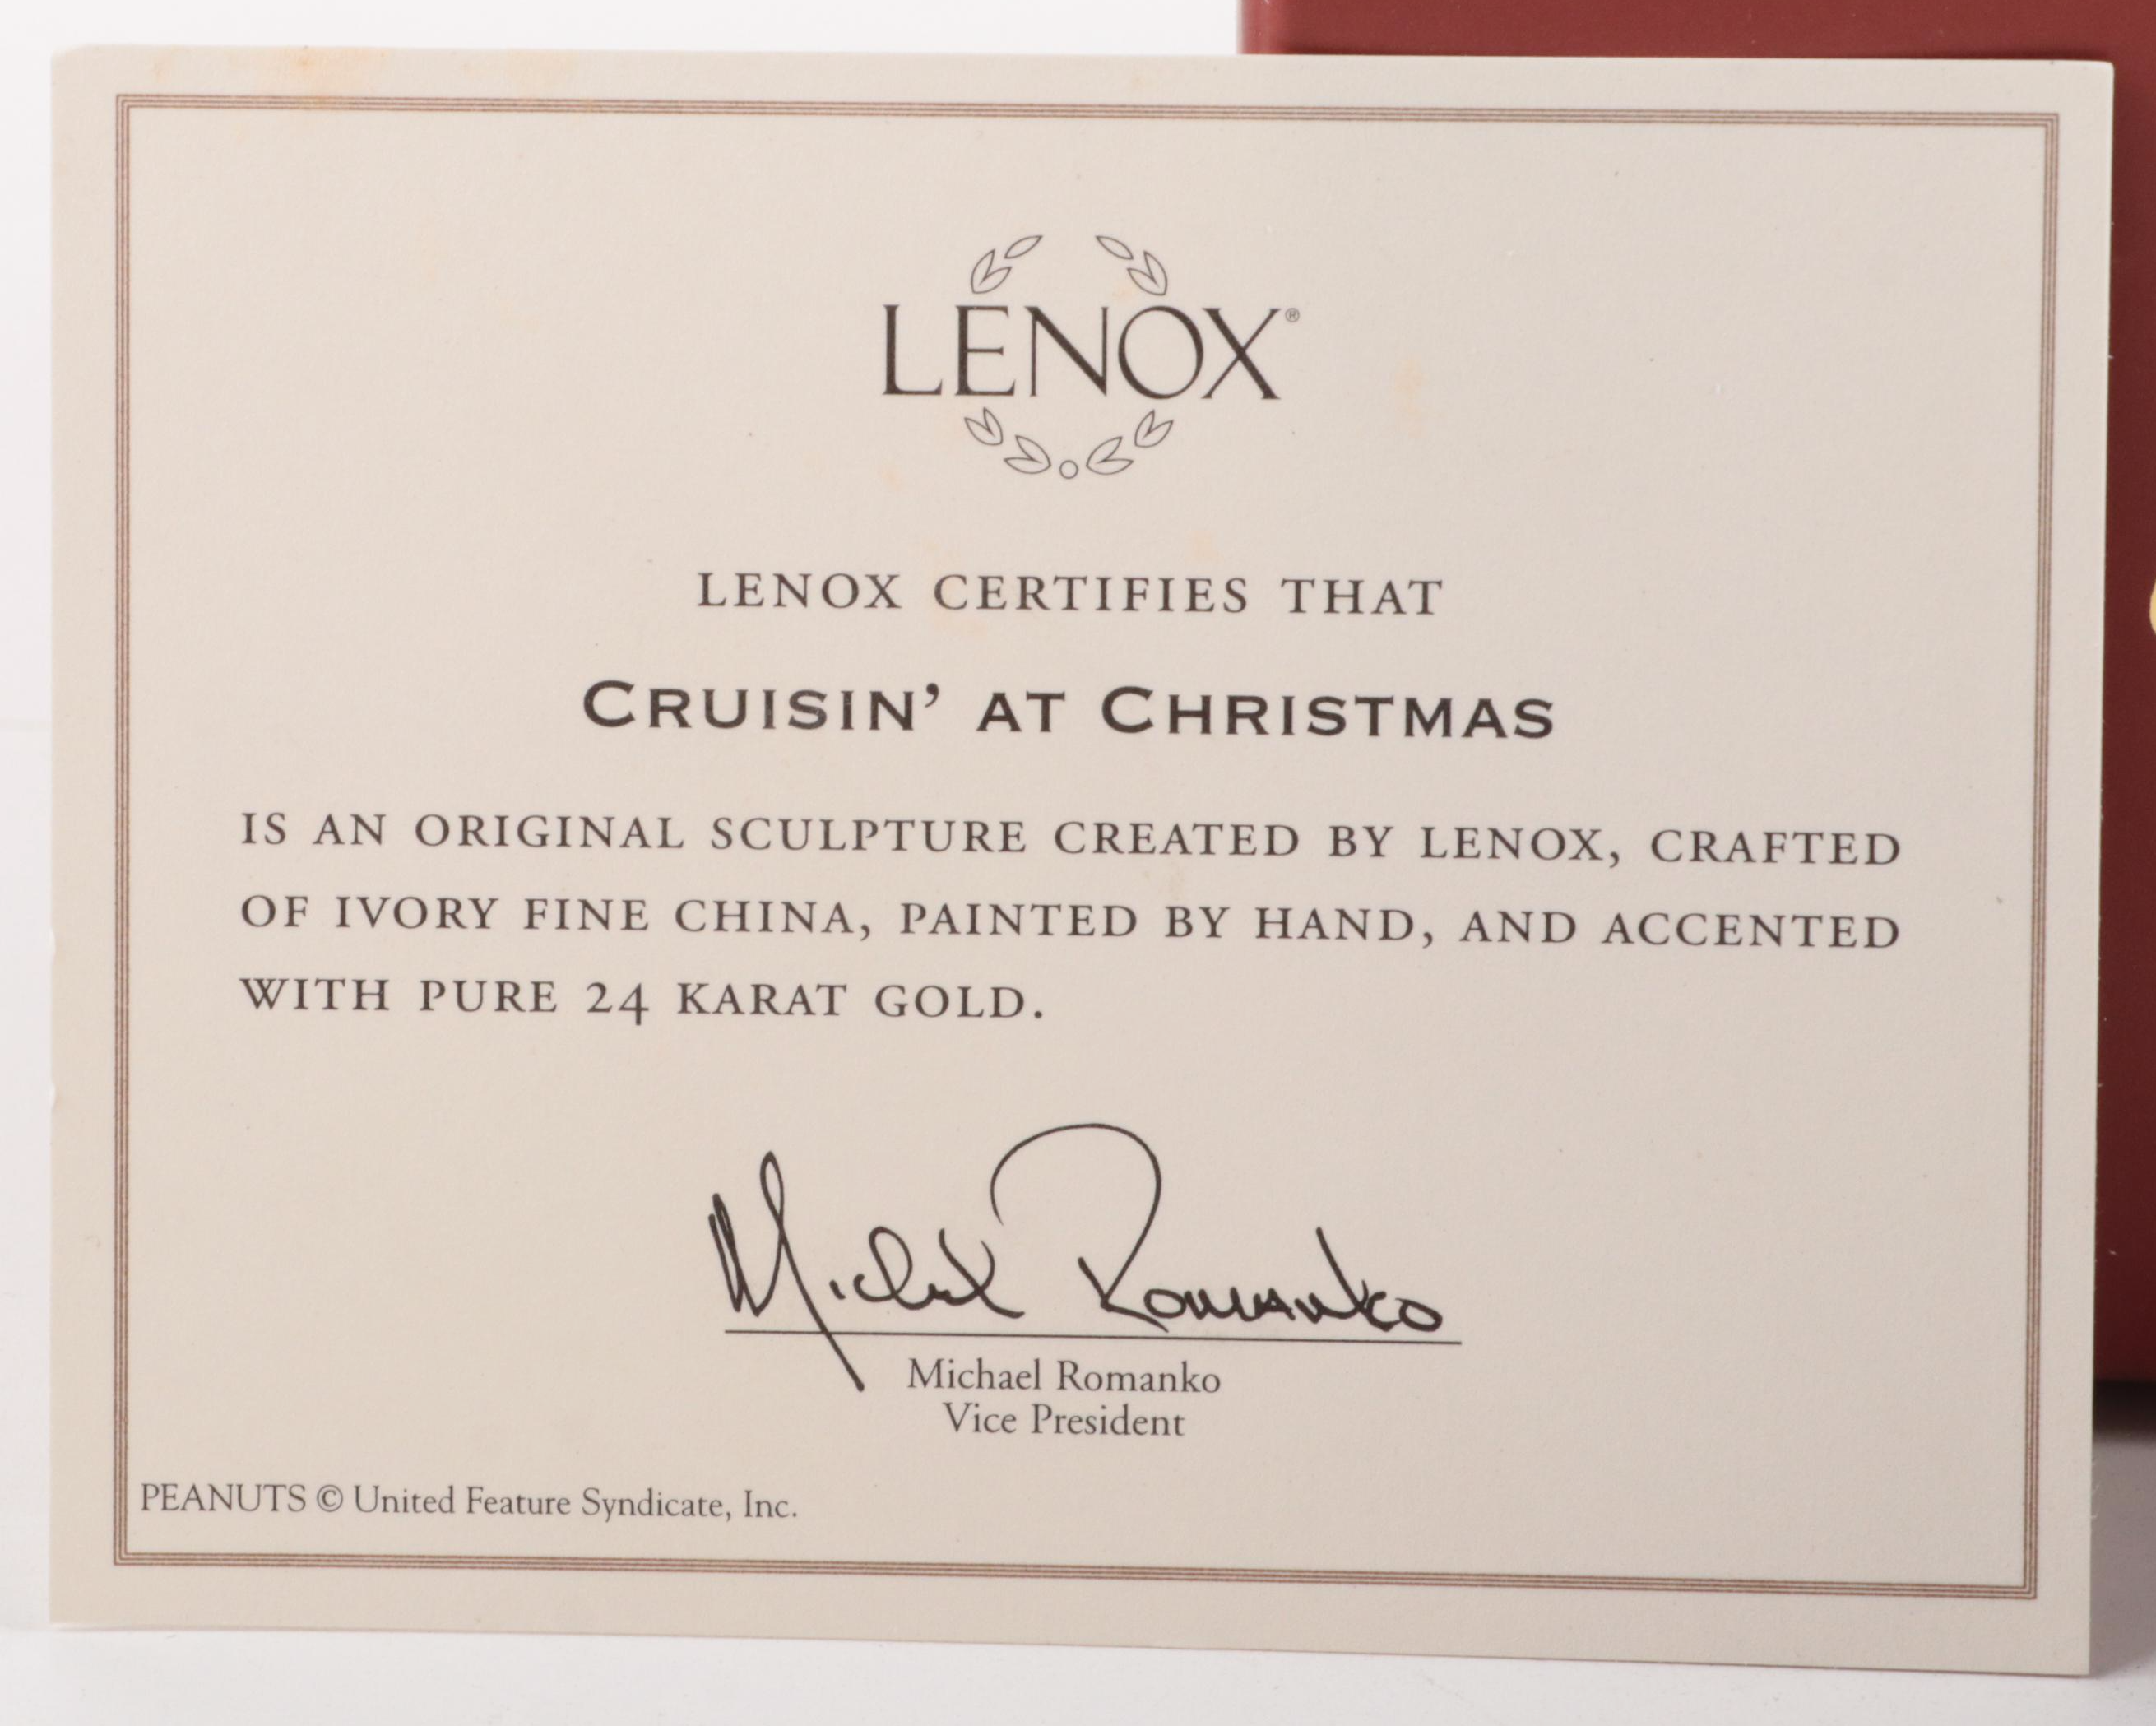 LENOX®
LENOX CERTIFIES THAT
CRUISIN’ AT CHRISTMAS
IS AN ORIGINAL SCULPTURE CREATED BY LENOX, CRAFTED
OF IVORY FINE CHINA, PAINTED BY HAND, AND ACCENTED
WITH PURE 24 KARAT GOLD.
Michael Romanko
Michael Romanko
Vice President
PEANUTS © United Feature Syndicate, Inc.